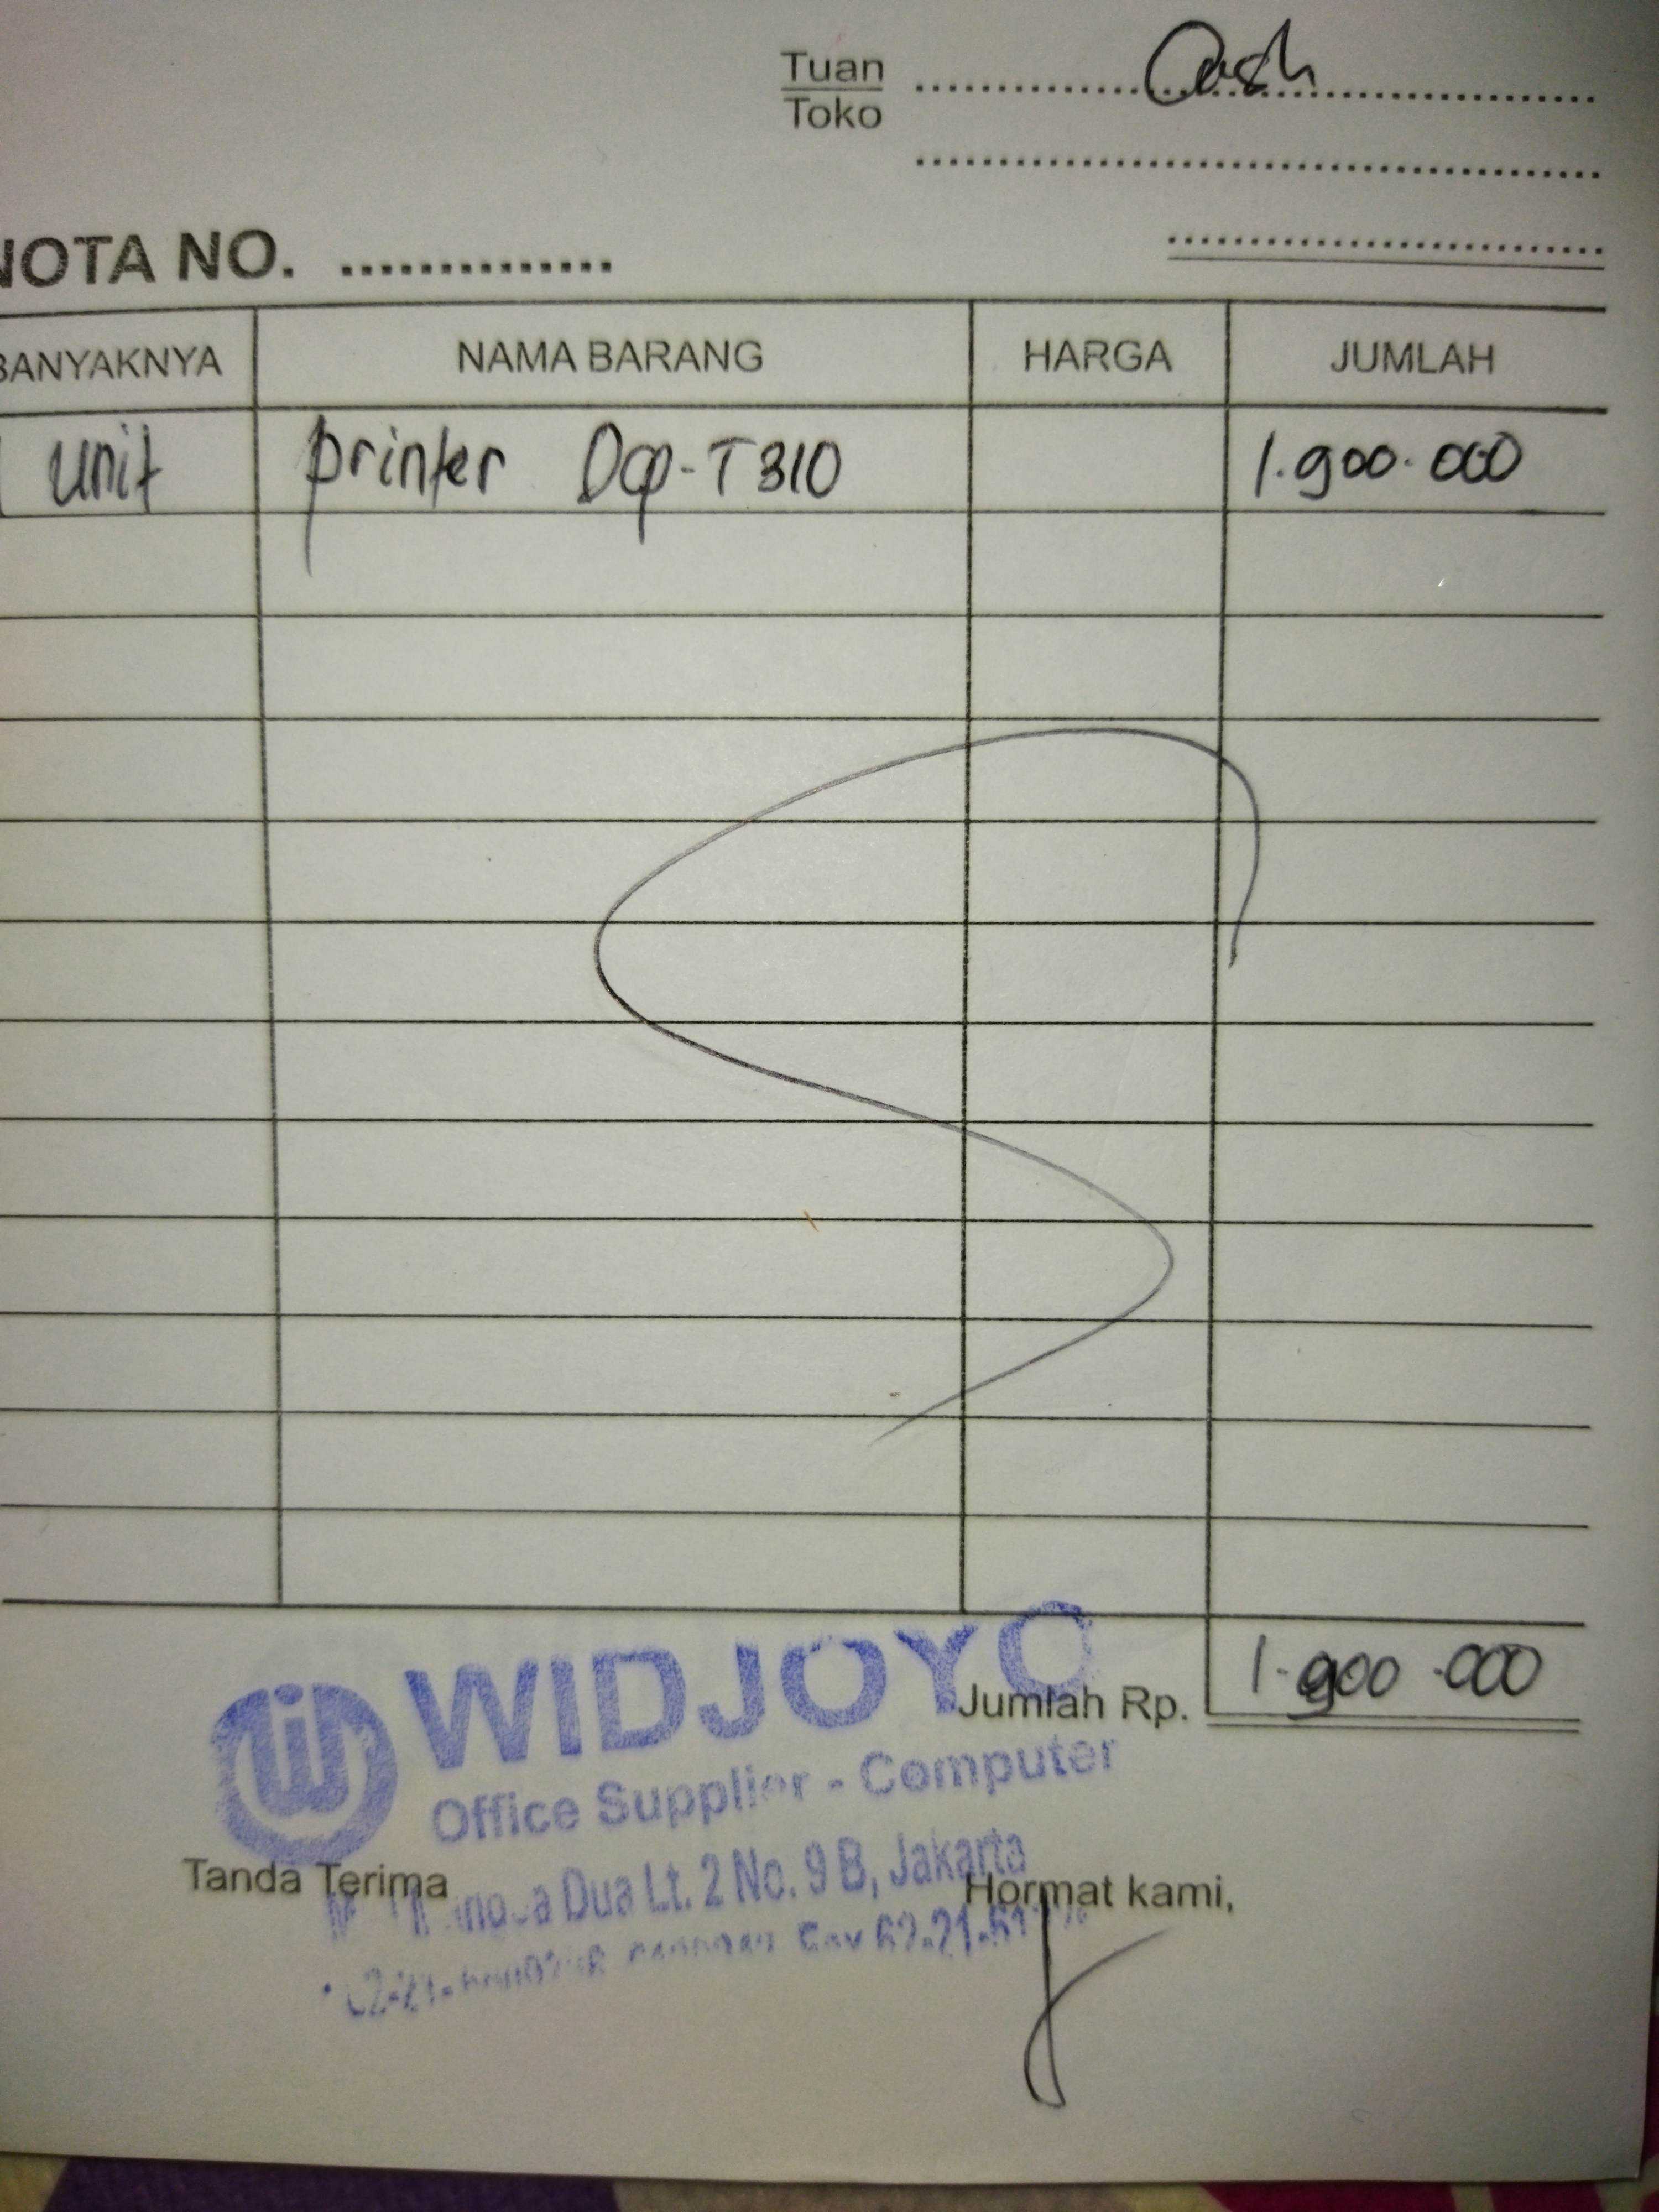 Tuan Cash
Toko
NOTA NO.
BANYAKNYA NAMA BARANG HARGA JUMLAH
unit printer Dcp-T310 1.900.000
WIDJOYO
Jumlah Rp. 1.900.000
Office Supplier - Computer
Tanda Terima
Dua Lt. 2 No. 9 B, Jakarta
Hormat kami,